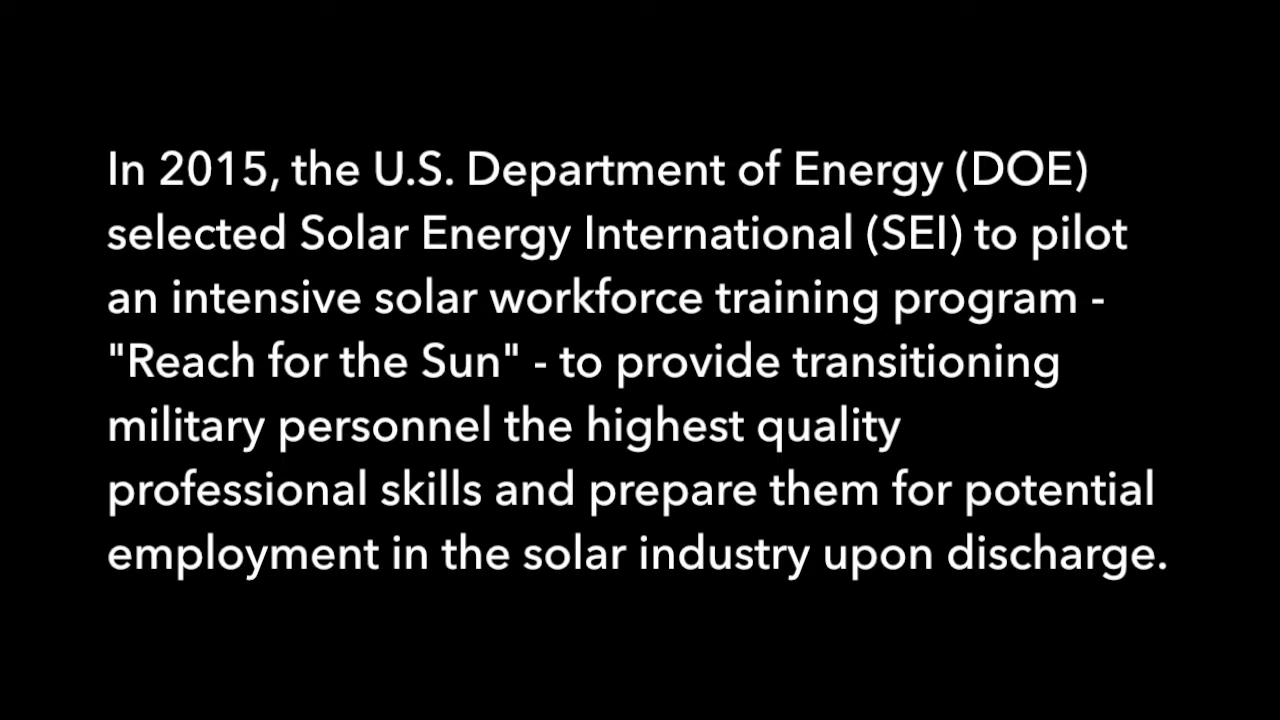 In 2015, the U.S. Department of Energy (DOE)
selected Solar Energy International (SEI) to pilot
an intensive solar workforce training program -
"Reach for the Sun" - to provide transitioning
military personnel the highest quality
professional skills and prepare them for potential
employment in the solar industry upon discharge.